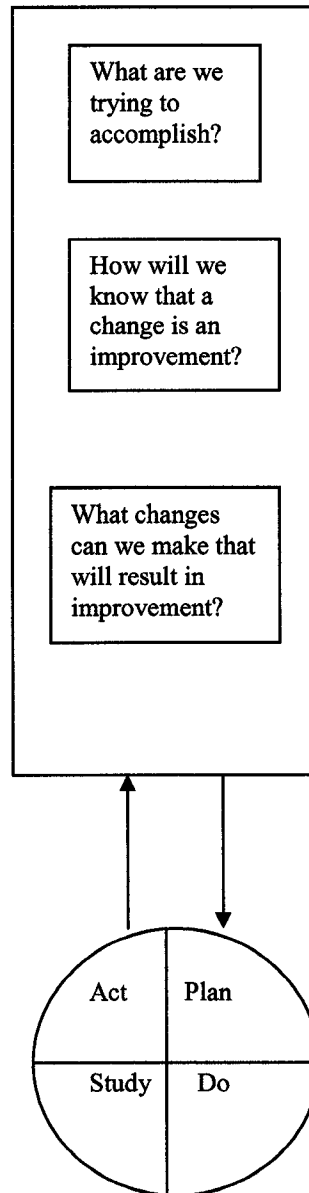 What are we
trying to
accomplish?
How will we
know that a
change is an
improvement?
What changes
can we make that
will result in
improvement?
Act Plan
Study Do